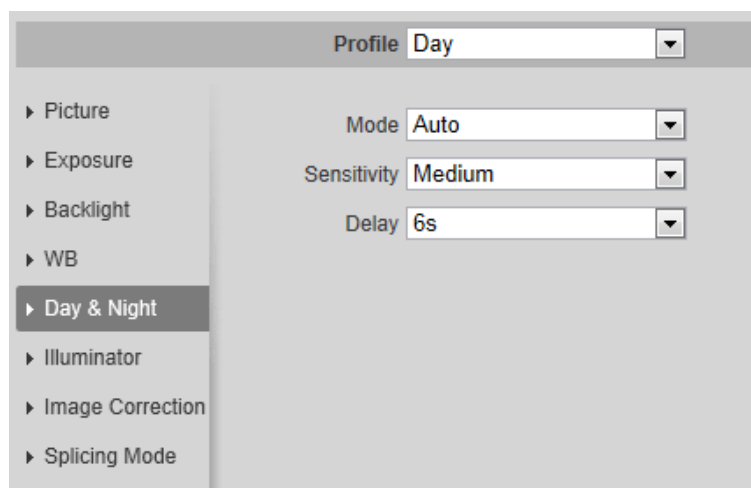 Profile Day
Picture
Mode Auto
Exposure
Sensitivity Medium
Backlight
Delay 6s
WB
Day & Night
Illuminator
Image Correction
Splicing Mode